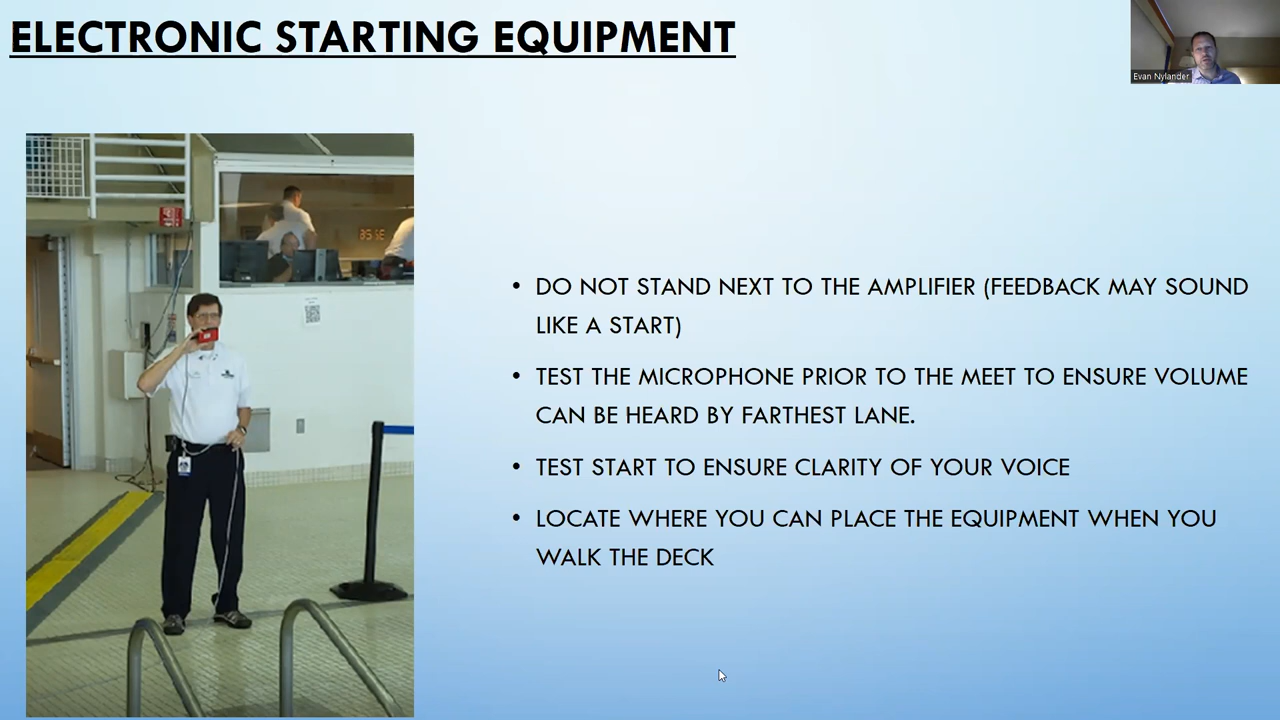 ELECTRONIC STARTING EQUIPMENT
Evan Nylander
• DO NOT STAND NEXT TO THE AMPLIFIER (FEEDBACK MAY SOUND
LIKE A START)
• TEST THE MICROPHONE PRIOR TO THE MEET TO ENSURE VOLUME
CAN BE HEARD BY FARTHEST LANE.
• TEST START TO ENSURE CLARITY OF YOUR VOICE
• LOCATE WHERE YOU CAN PLACE THE EQUIPMENT WHEN YOU
WALK THE DECK